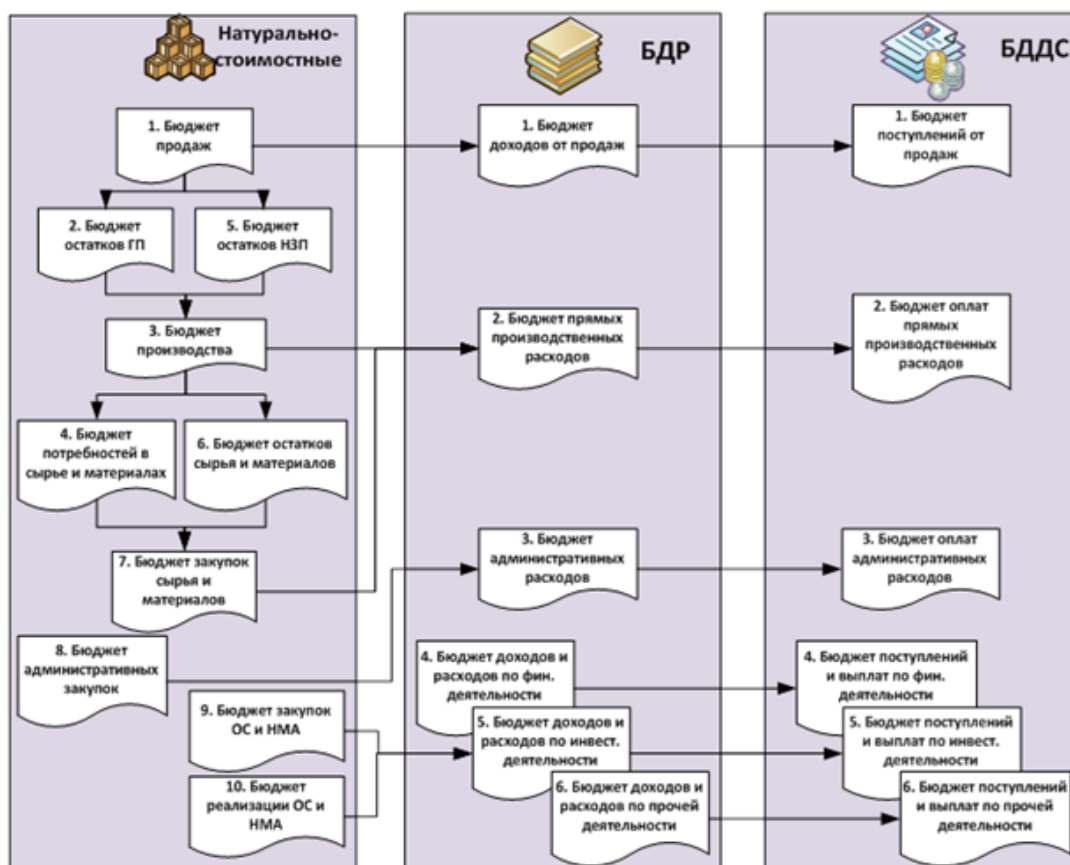 Натурально-
стоимостные
1. Бюджет
продаж
2. Бюджет
остатков ГП
5. Бюджет
остатков НЗП
3. Бюджет
производства
4. Бюджет
потребностей в
сырье и материалах
6. Бюджет остатков
сырья и материалов
7. Бюджет закупок
сырья и
материалов
8. Бюджет
административных
закупок
9. Бюджет закупок
ОС и НМА
10. Бюджет
реализации ОС и
НМА
БДР
1. Бюджет
доходов от продаж
2. Бюджет прямых
производственных
расходов
3. Бюджет
административных
расходов
4. Бюджет доходов и
расходов по фин.
деятельности
5. Бюджет доходов и
расходов по инвест.
деятельности
6. Бюджет доходов и
расходов по прочей
деятельности
БДДС
1. Бюджет
поступлений от
продаж
2. Бюджет оплат
прямых
производственных
расходов
3. Бюджет оплат
административных
расходов
4. Бюджет поступлений
и выплат по фин.
деятельности
5. Бюджет поступлений
и выплат по инвест.
деятельности
6. Бюджет поступлений
и выплат по прочей
деятельности